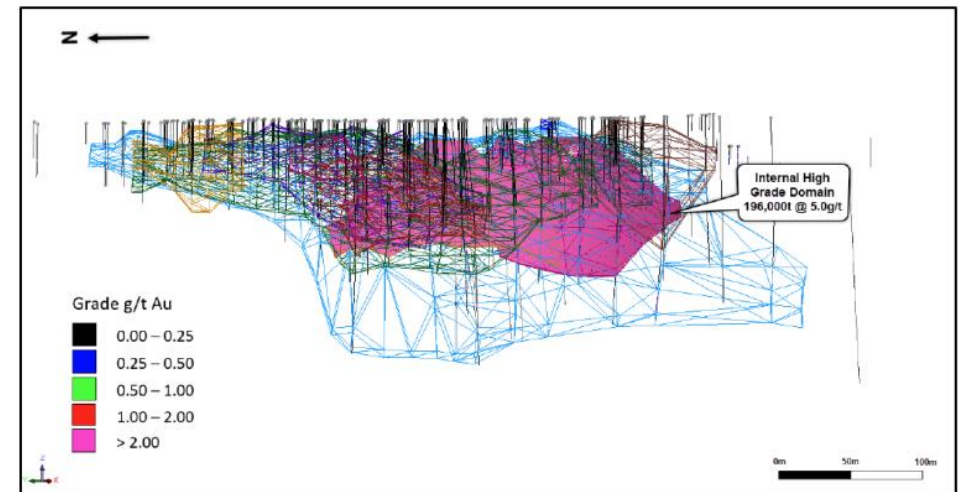 N
Internal High
Grade Domain
196,000t @ 5.0g/t
Grade g/t Au
0.00 – 0.25
0.25 – 0.50
0.50 – 1.00
1.00 – 2.00
> 2.00
Z
Y
X
0m 50m 100m